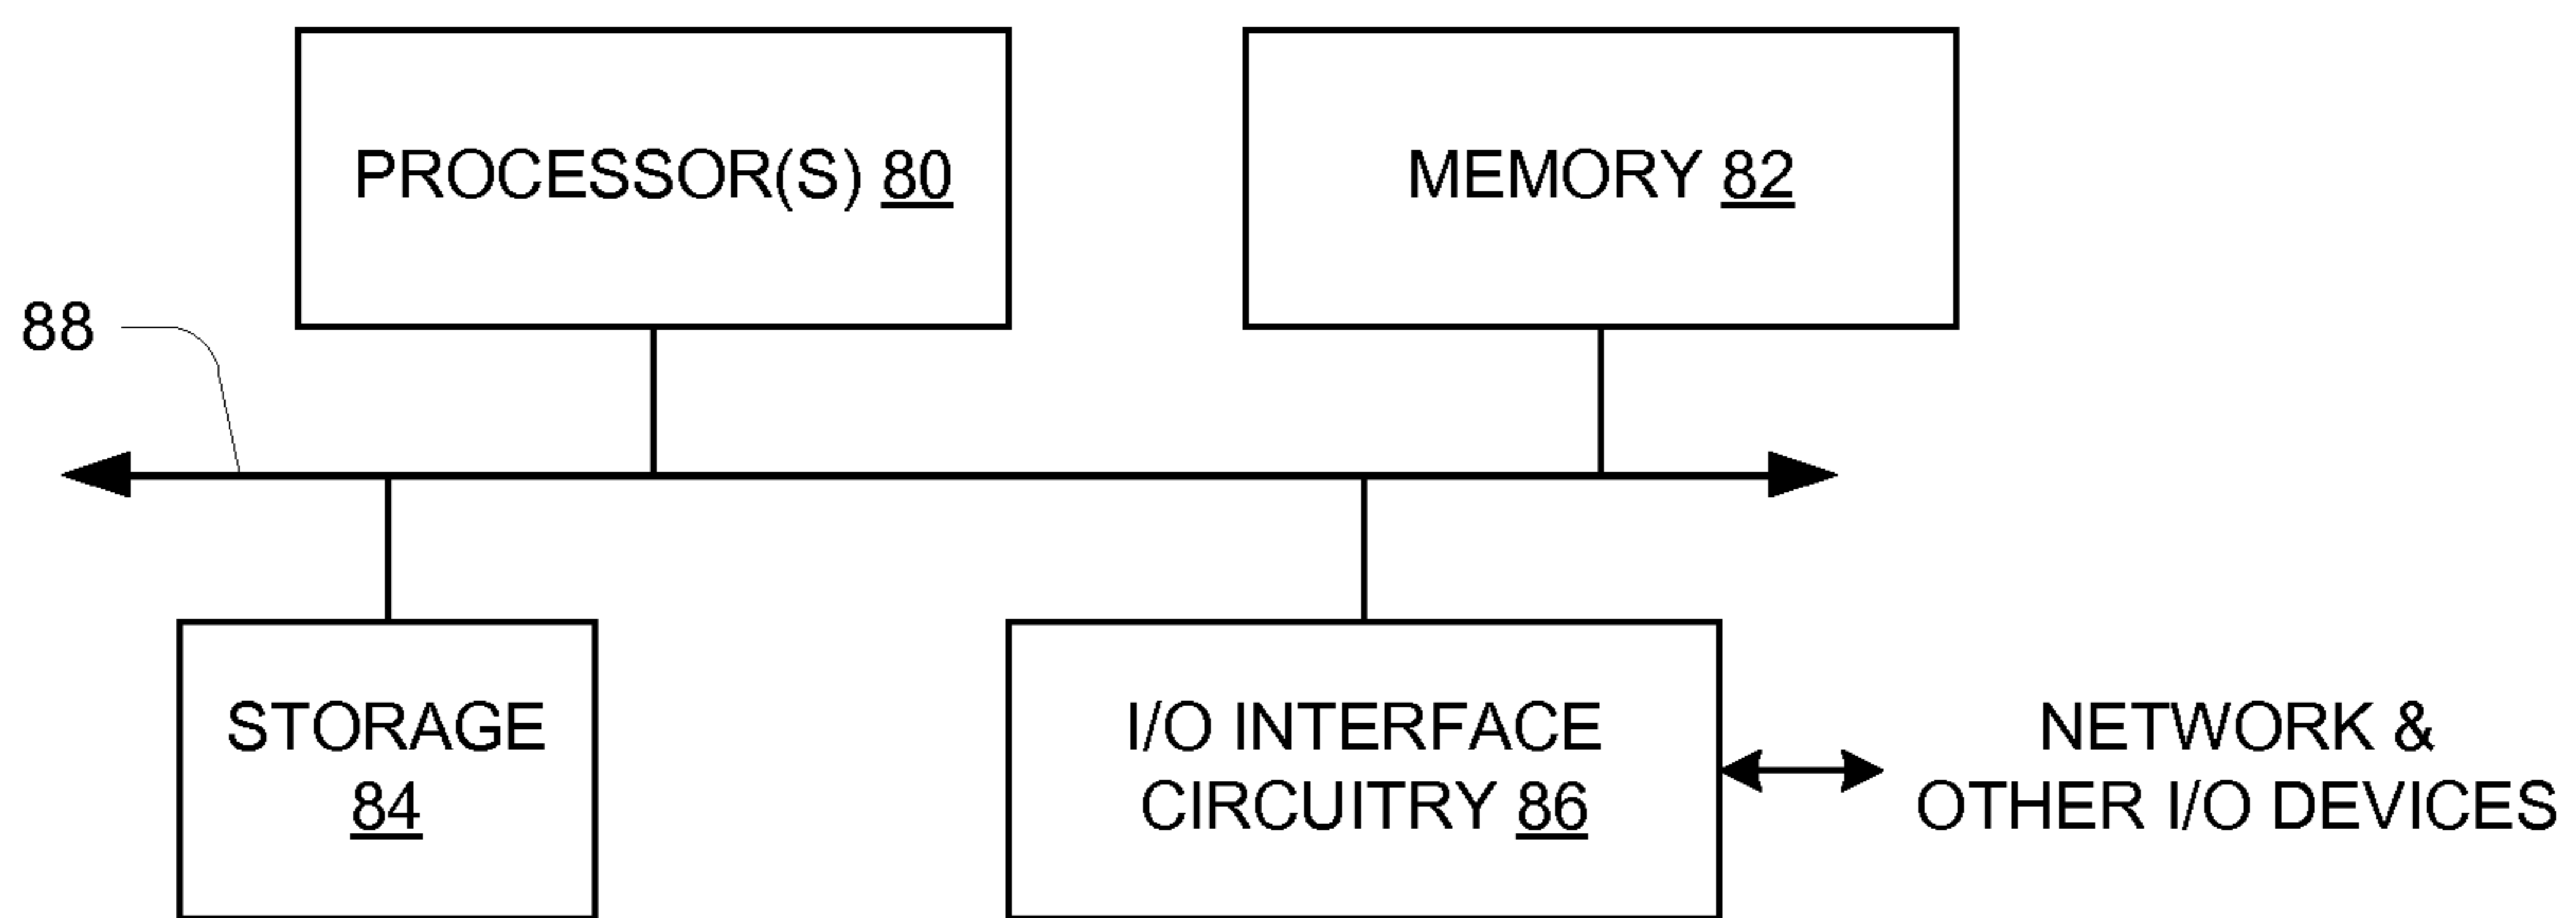 PROCESSOR(S) 80
MEMORY 82
88
STORAGE
84
I/O INTERFACE
CIRCUITRY 86
NETWORK &
OTHER I/O DEVICES